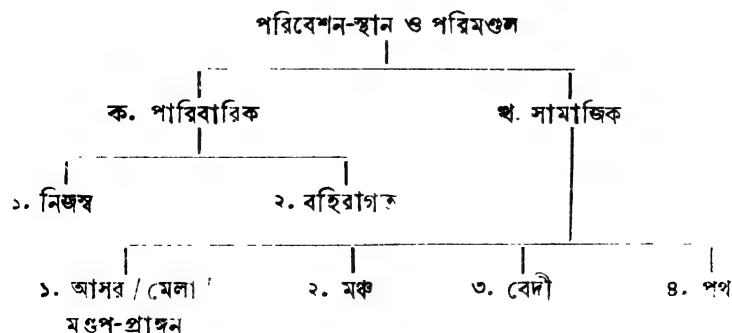 পরিবেশন-স্থান ও পরিমণ্ডল
ক. পারিবারিক খ. সামাজিক
১. নিজস্ব ২. বহিরাগত
১. আসর / মেলা ২. মঞ্চ ৩. বেদী ৪. পথ
মণ্ডপ-প্রাঙ্গন